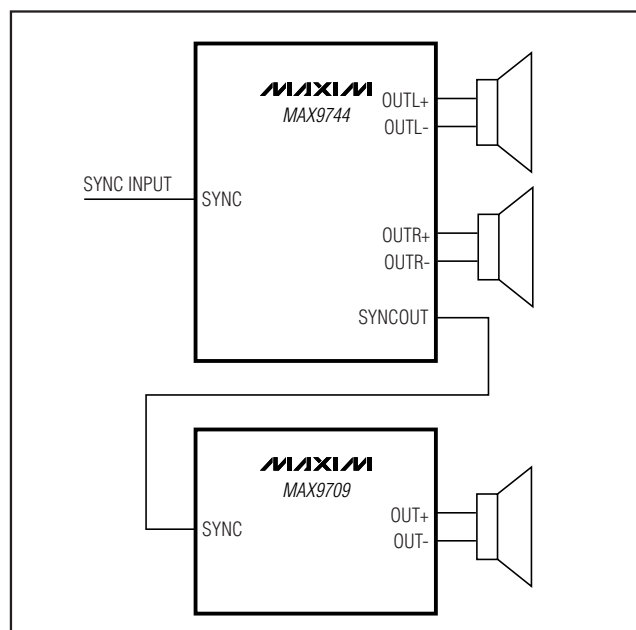 MAXIM
MAX9744
OUTL+
OUTL-
SYNC INPUT
SYNC
OUTR+
OUTR-
SYNCOUT
MAXIM
MAX9709
OUT+
SYNC
OUT-